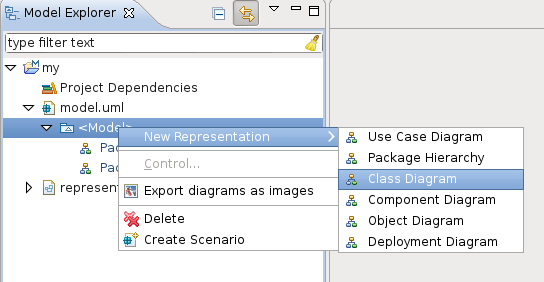 Model Explorer
type filter text
my
Project Dependencies
model.uml
<Model>
New Representation
Use Case Diagram
Package Hierarchy
Class Diagram
Component Diagram
Object Diagram
Deployment Diagram
Pac
Pac
Control...
represent
Export diagrams as images
Delete
Create Scenario